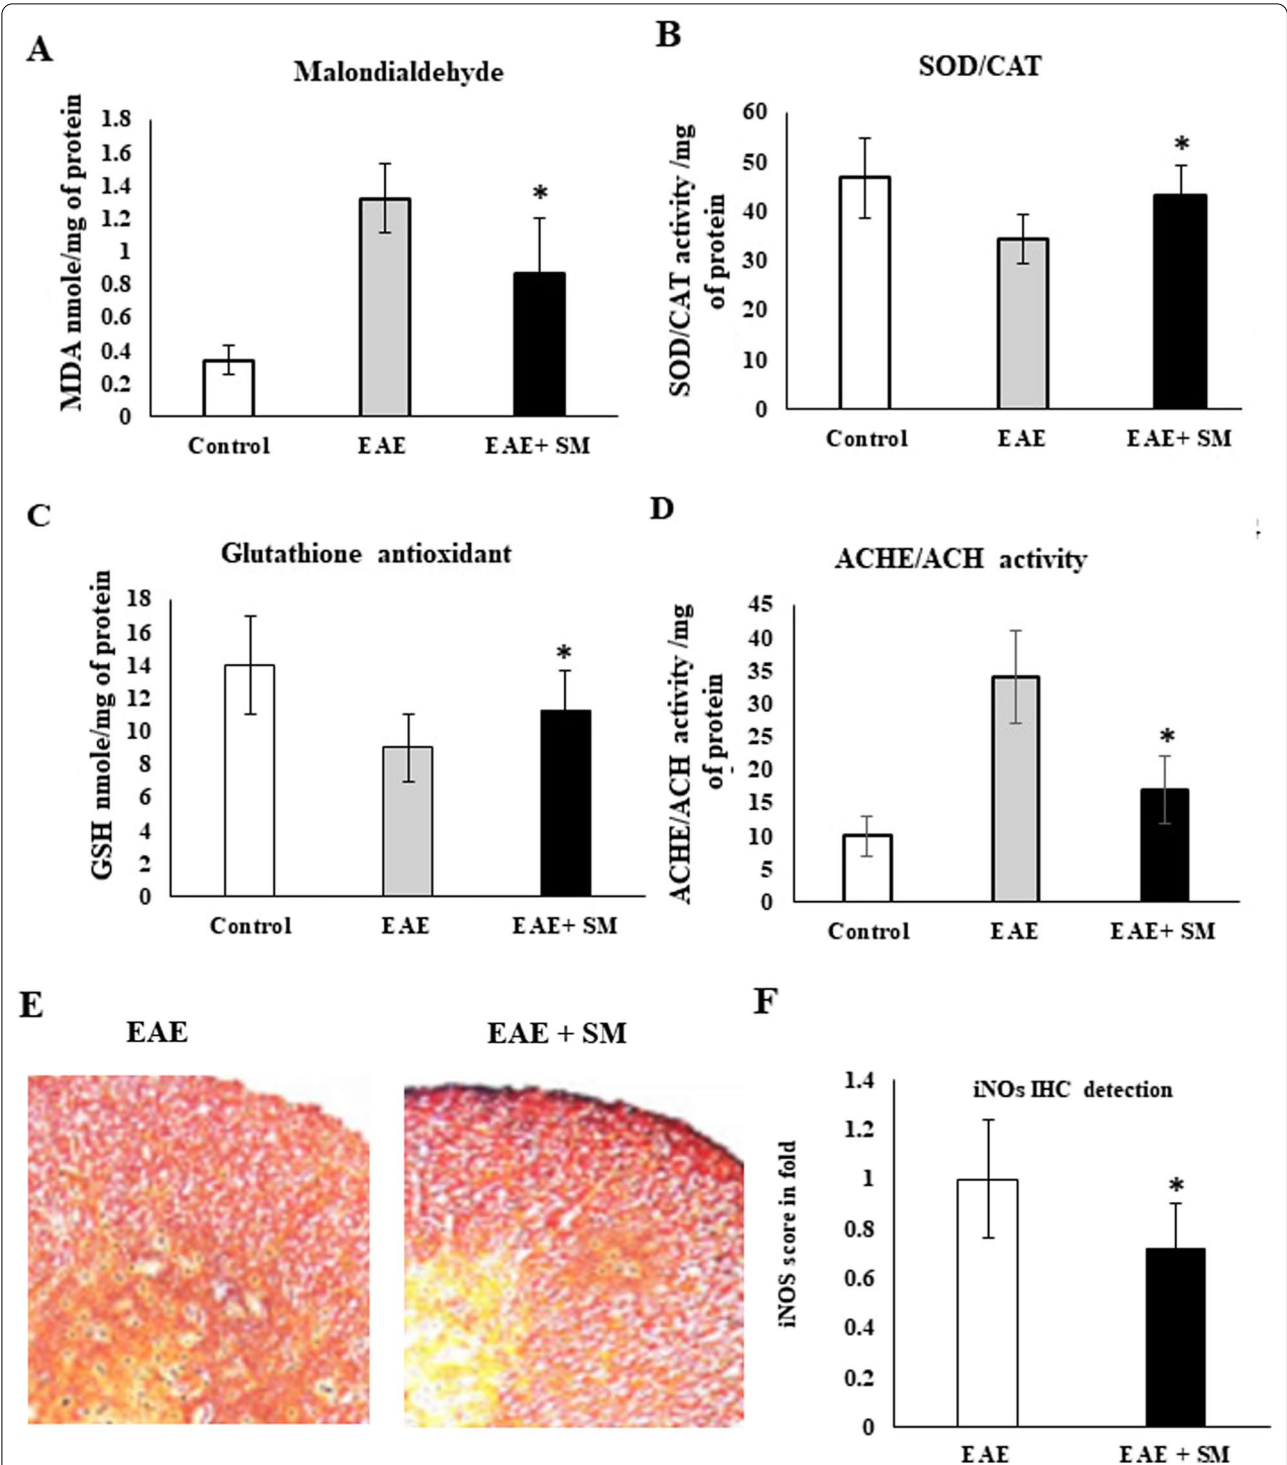 A
Malondialdehyde
MDA nmole/mg of protein
1.8
1.6
1.4
1.2
1
0.8
0.6
0.4
0.2
0
*
Control
EAE
EAE+ SM
B
SOD/CAT
SOD/CAT activity /mg
of protein
60
50
40
30
20
10
0
*
Control
EAE
EAE+ SM
C
Glutathione antioxidant
GSH nmole/mg of protein
18
16
14
12
10
8
6
4
2
0
*
Control
EAE
EAE+ SM
D
ACHE/ACH activity
ACHE/ACH activity /mg
of protein
45
40
35
30
25
20
15
10
5
0
*
Control
EAE
EAE+ SM
E
EAE
EAE + SM
F
iNOs IHC detection
iNOS score in fold
1.4
1.2
1
0.8
0.6
0.4
0.2
0
*
EAE
EAE + SM